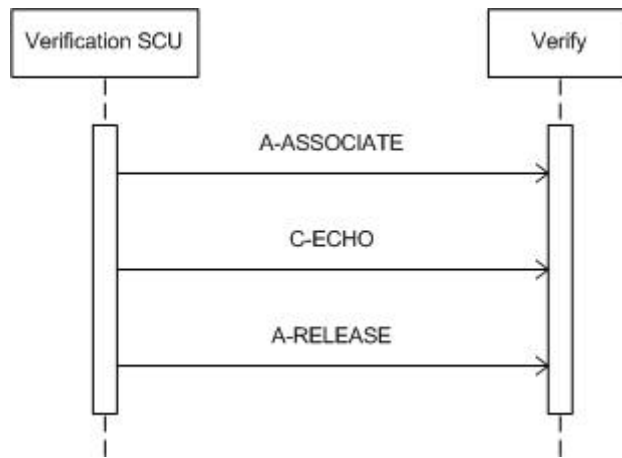 Verification SCU
Verify
A-ASSOCIATE
C-ECHO
A-RELEASE